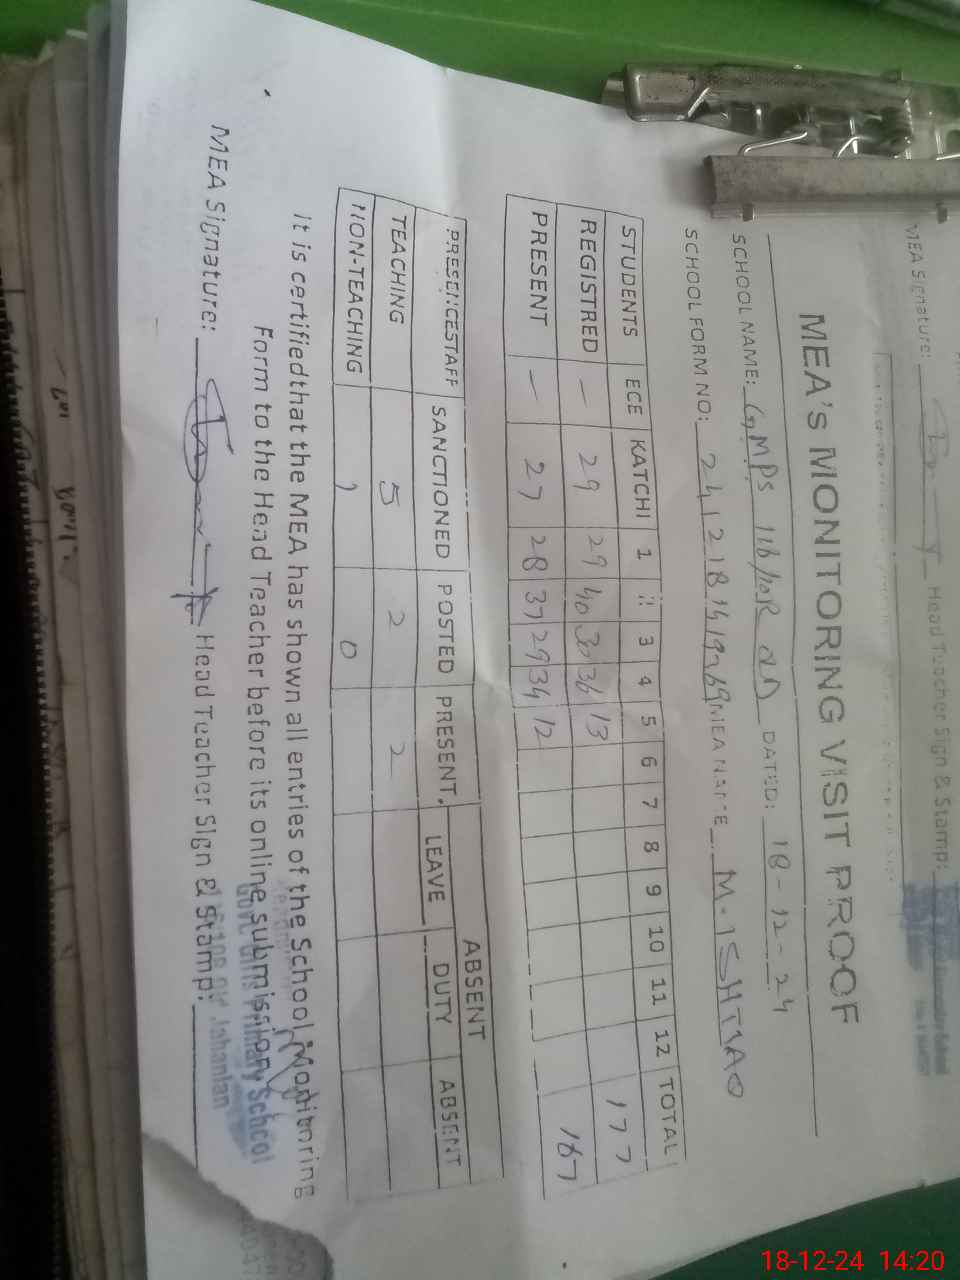 MEA Signature: Head Teacher Sign & Stamp:
MEA's MONITORING VISIT PROOF
SCHOOL NAME: GMPS 116/10R DATED: 18-12-24
SCHOOL FORM NO: MEA NAME M.ISHTIAQ
STUDENTS ECE KATCHI 1 3 4 5 6 7 8 9 10 11 12 TOTAL
REGISTRED - 29 29 40 30 36 13 177
PRESENT - 27 28 37 29 34 12 167
PRESENCESTAFF SANCTIONED POSTED PRESENT ABSENT
LEAVE DUTY ABSENT
TEACHING 5 2 2
NON-TEACHING 1 0
It is certifiedthat the MEA has shown all entries of the School Monitoring
Form to the Head Teacher before its online submission
MEA Signature: Head Teacher Sign & Stamp:
Govt. Primary School
Jahanian
18-12-24 14:20